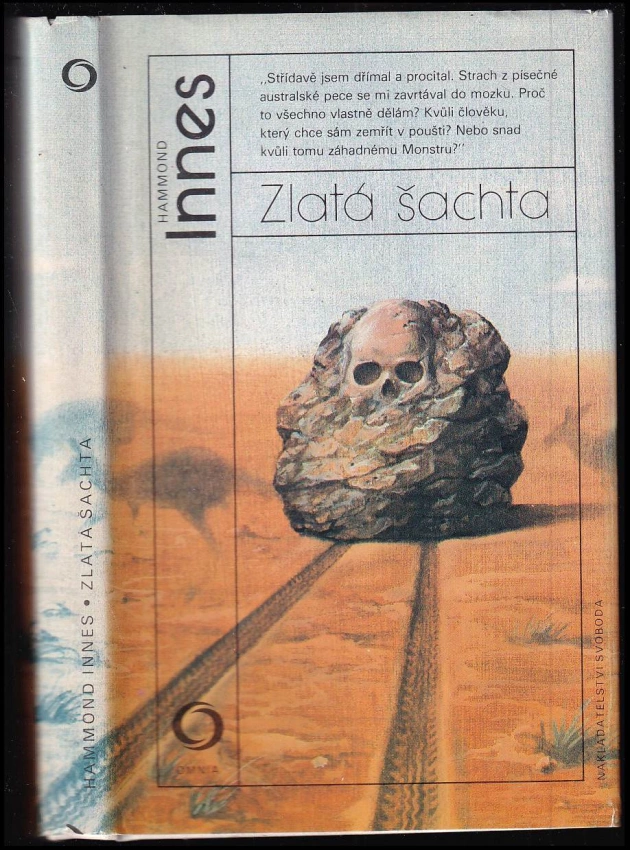 HAMMOND
Innes
„Střídavě jsem dřímal a procital. Strach z písečné
australské pece se mi zavrtával do mozku. Proč
to všechno vlastně dělám? Kvůli člověku,
který chce sám zemřít v poušti? Nebo snad
kvůli tomu záhadnému Monstru?"
Zlatá šachta
HAMMOND INNES • ZLATÁ ŠACHTA
OMNIA
NAKLADATELSTVÍ SVOBODA